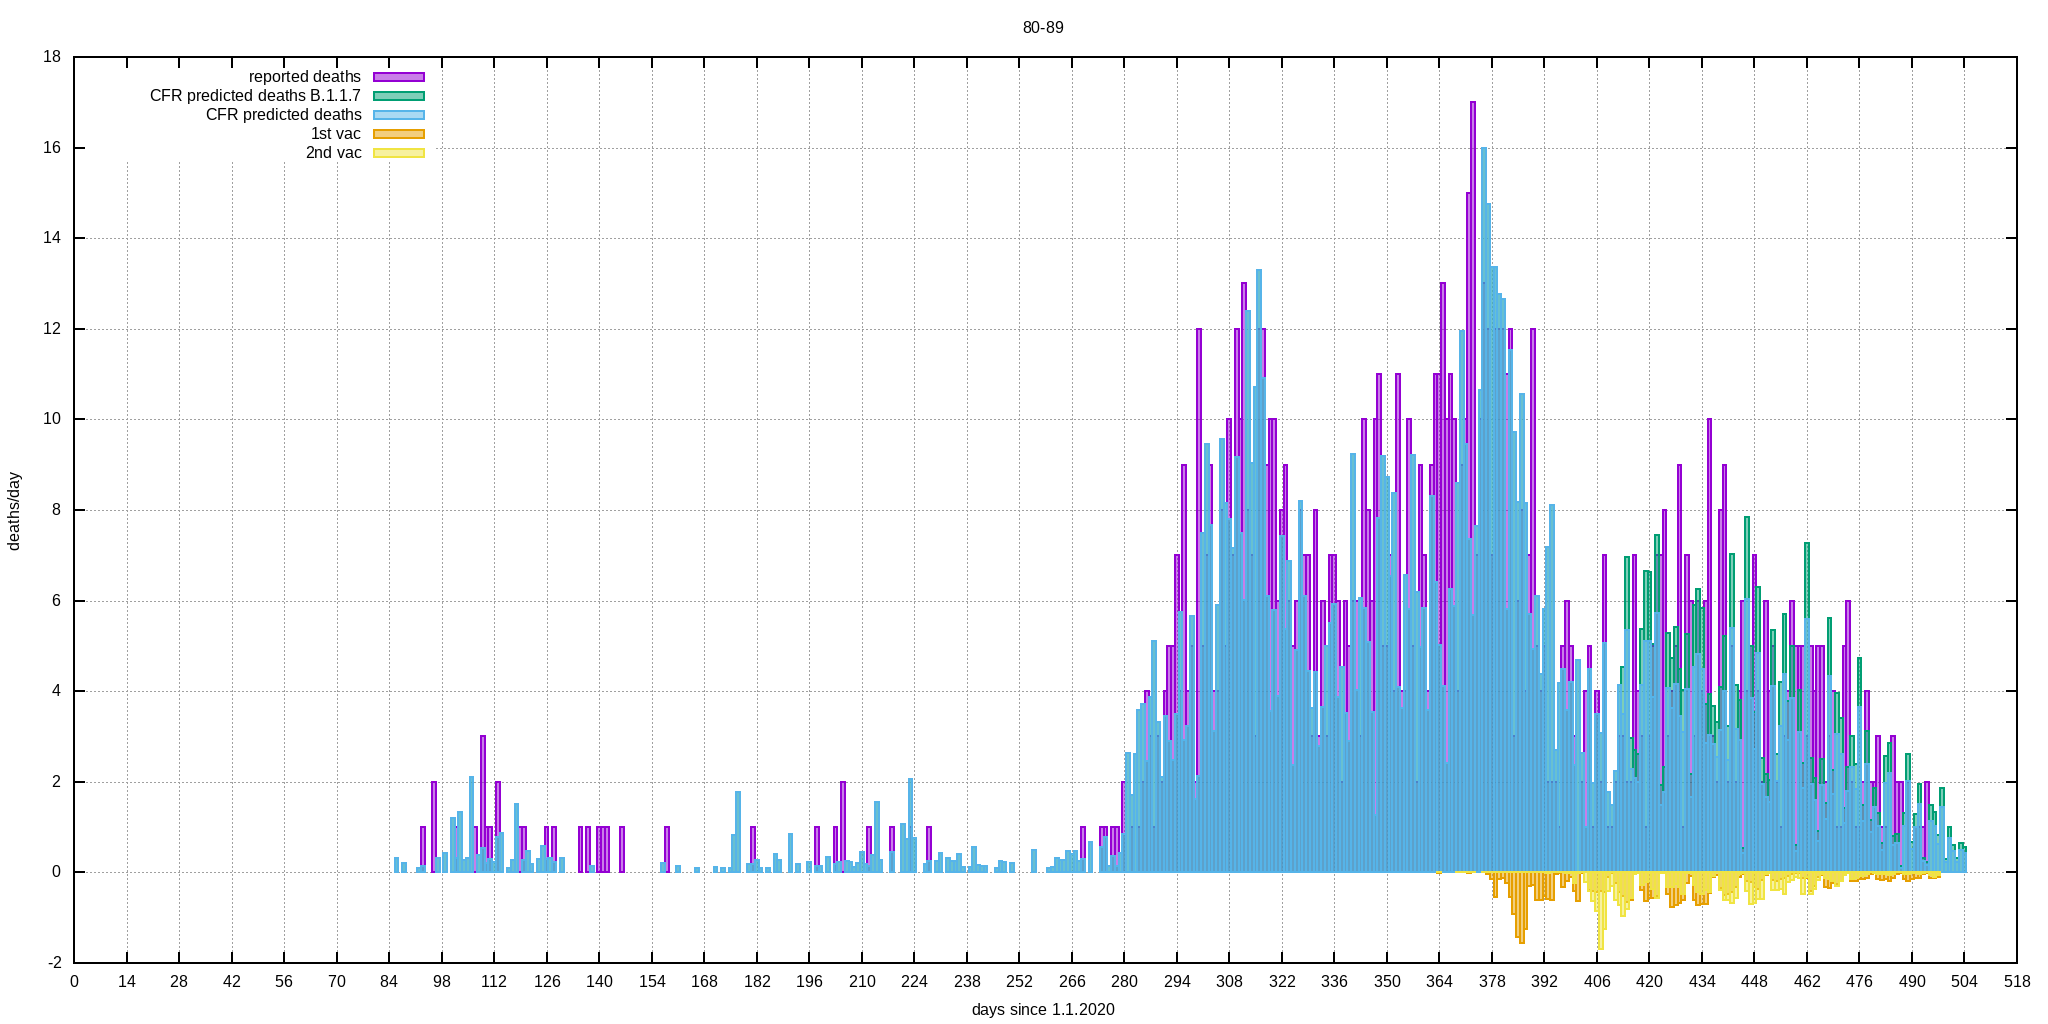 80-89
reported deaths
CFR predicted deaths B.1.1.7
CFR predicted deaths
1st vac
2nd vac
18
16
14
12
10
8
6
4
2
0
-2
deaths/day
0 14 28 42 56 70 84 98 112 126 140 154 168 182 196 210 224 238 252 266 280 294 308 322 336 350 364 378 392 406 420 434 448 462 476 490 504 518
days since 1.1.2020